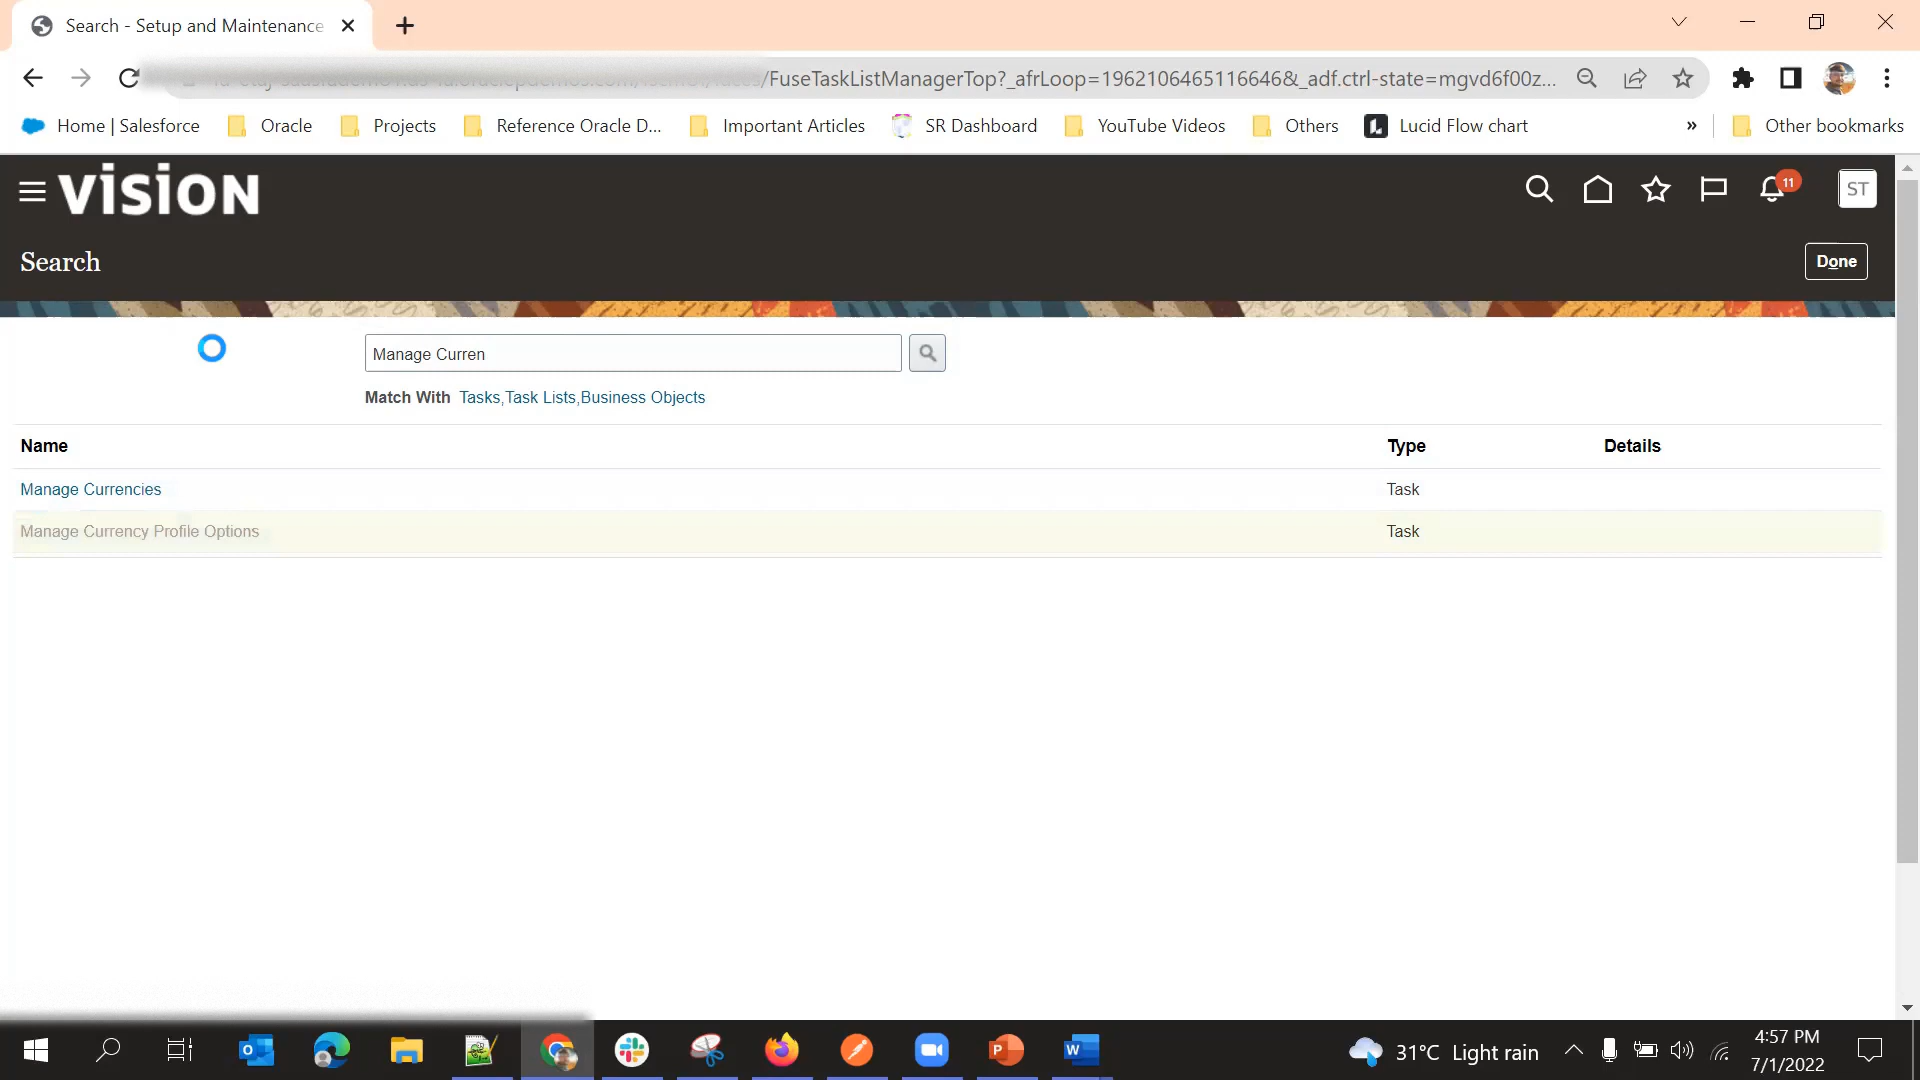 Search - Setup and Maintenance
/FuseTaskListManagerTop?_afrLoop=19621064651166468&_adf.ctrl-state=mgvd6f00z...
Home | Salesforce Oracle Projects Reference Oracle D... Important Articles SR Dashboard YouTube Videos Others Lucid Flow chart » Other bookmarks
vision 11 ST
Search Done
Manage Curren
Match With Tasks,Task Lists,Business Objects
Name Type Details
Manage Currencies Task
Manage Currency Profile Options Task
31°C Light rain 4:57 PM
7/1/2022